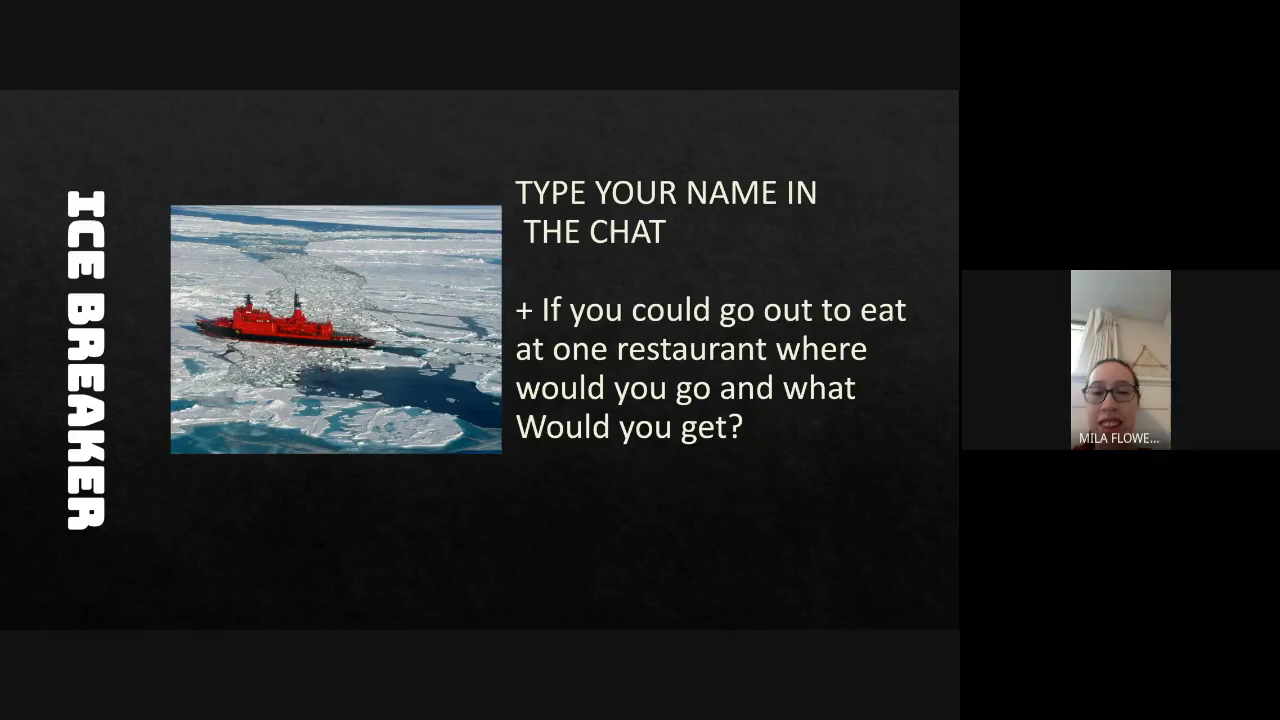 ICE BREAKER
TYPE YOUR NAME IN
THE CHAT
+ If you could go out to eat
at one restaurant where
would you go and what
Would you get?
MILA FLOWE...